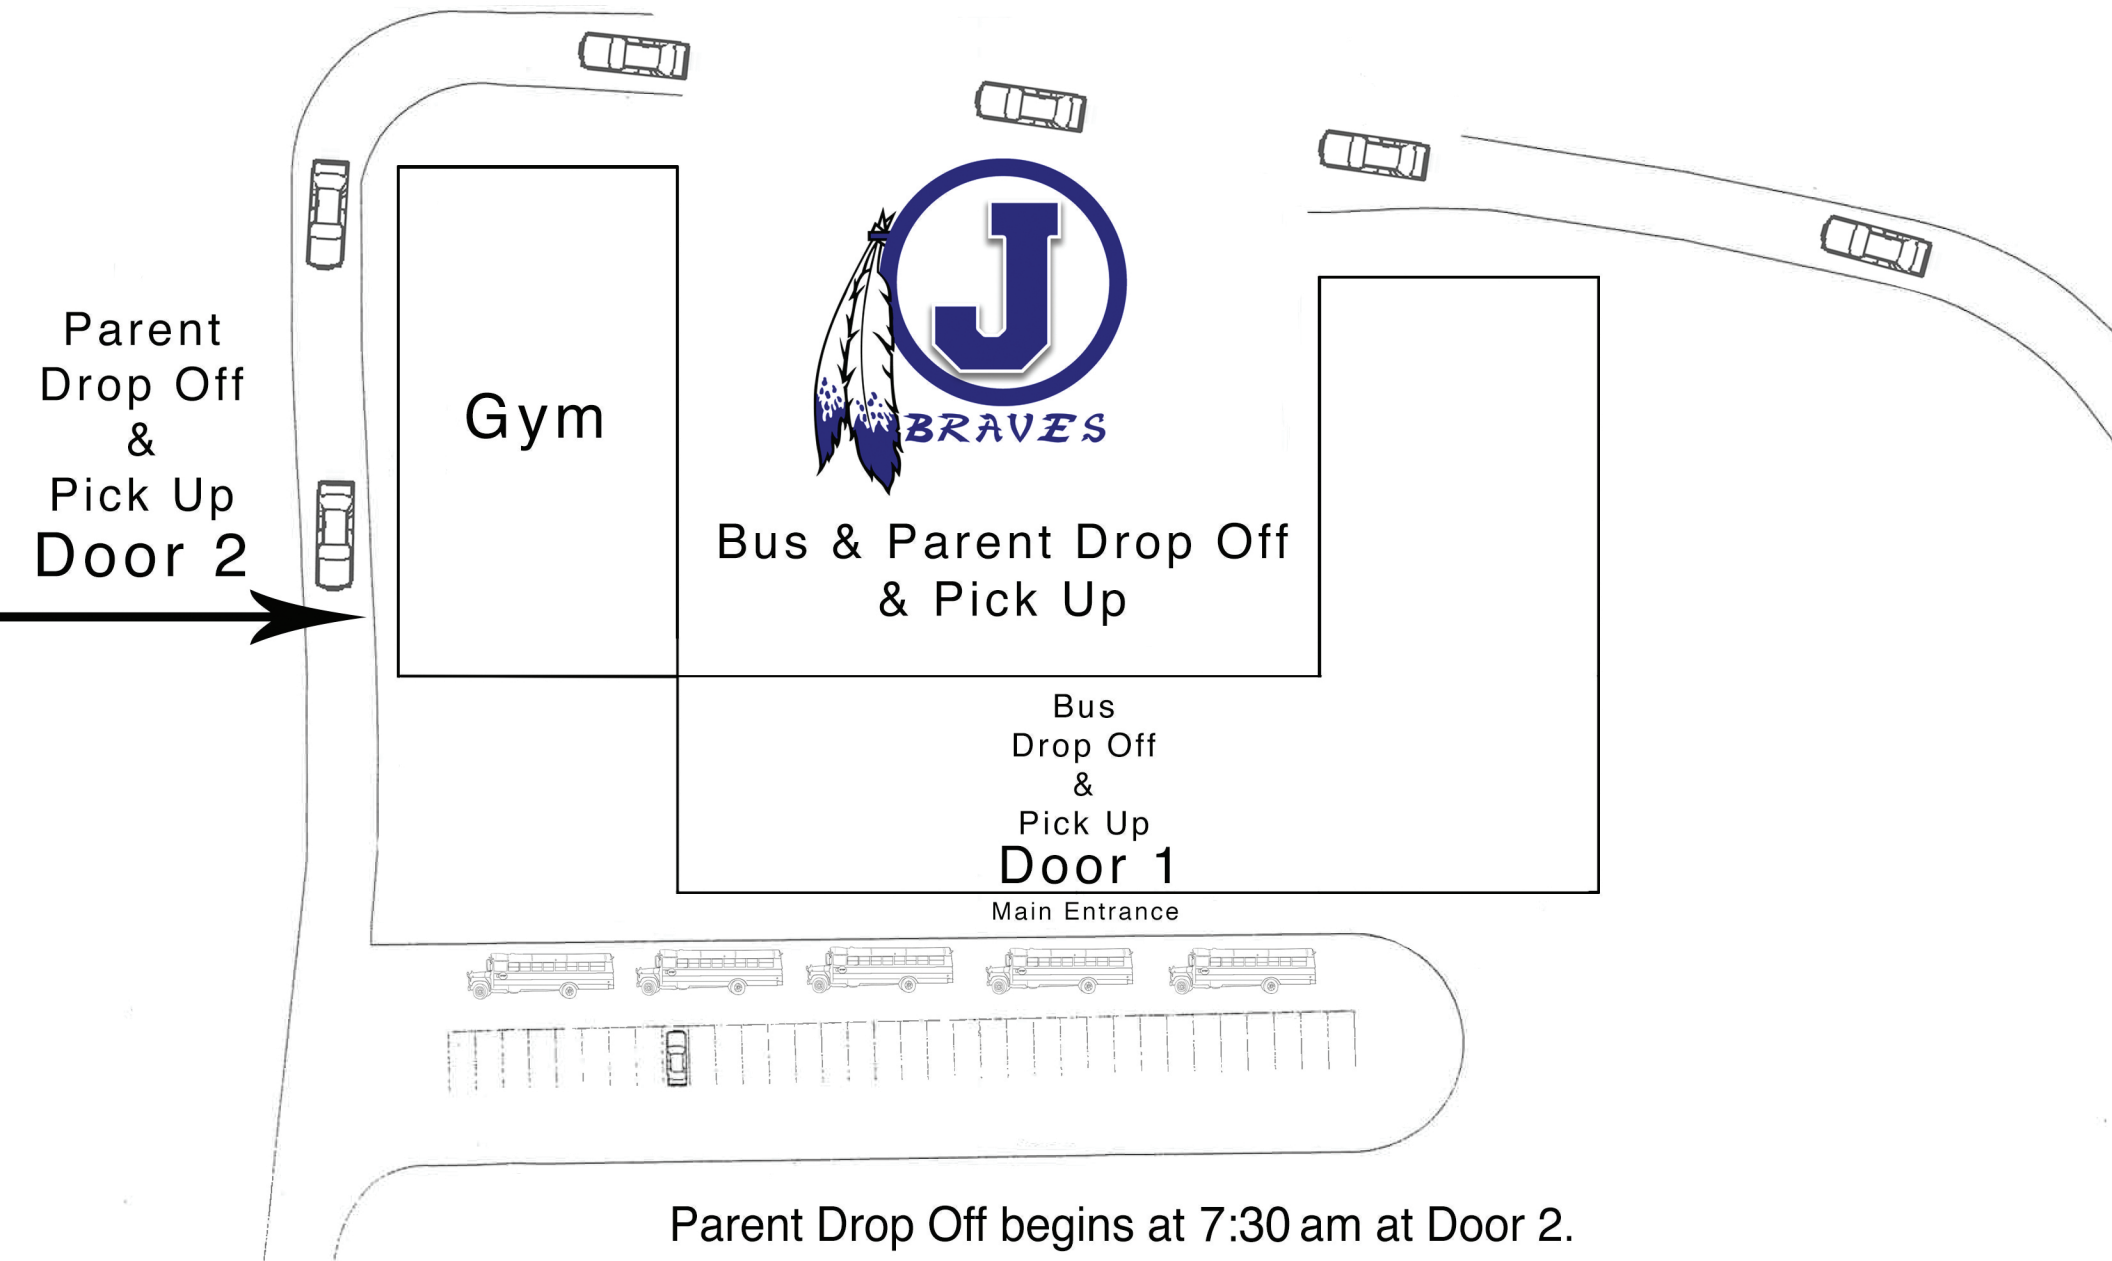 Parent
Drop Off
&
Pick Up
Door 2
Gym
J
BRAVES
Bus & Parent Drop Off
& Pick Up
Bus
Drop Off
&
Pick Up
Door 1
Main Entrance
Parent Drop Off begins at 7:30 am at Door 2.